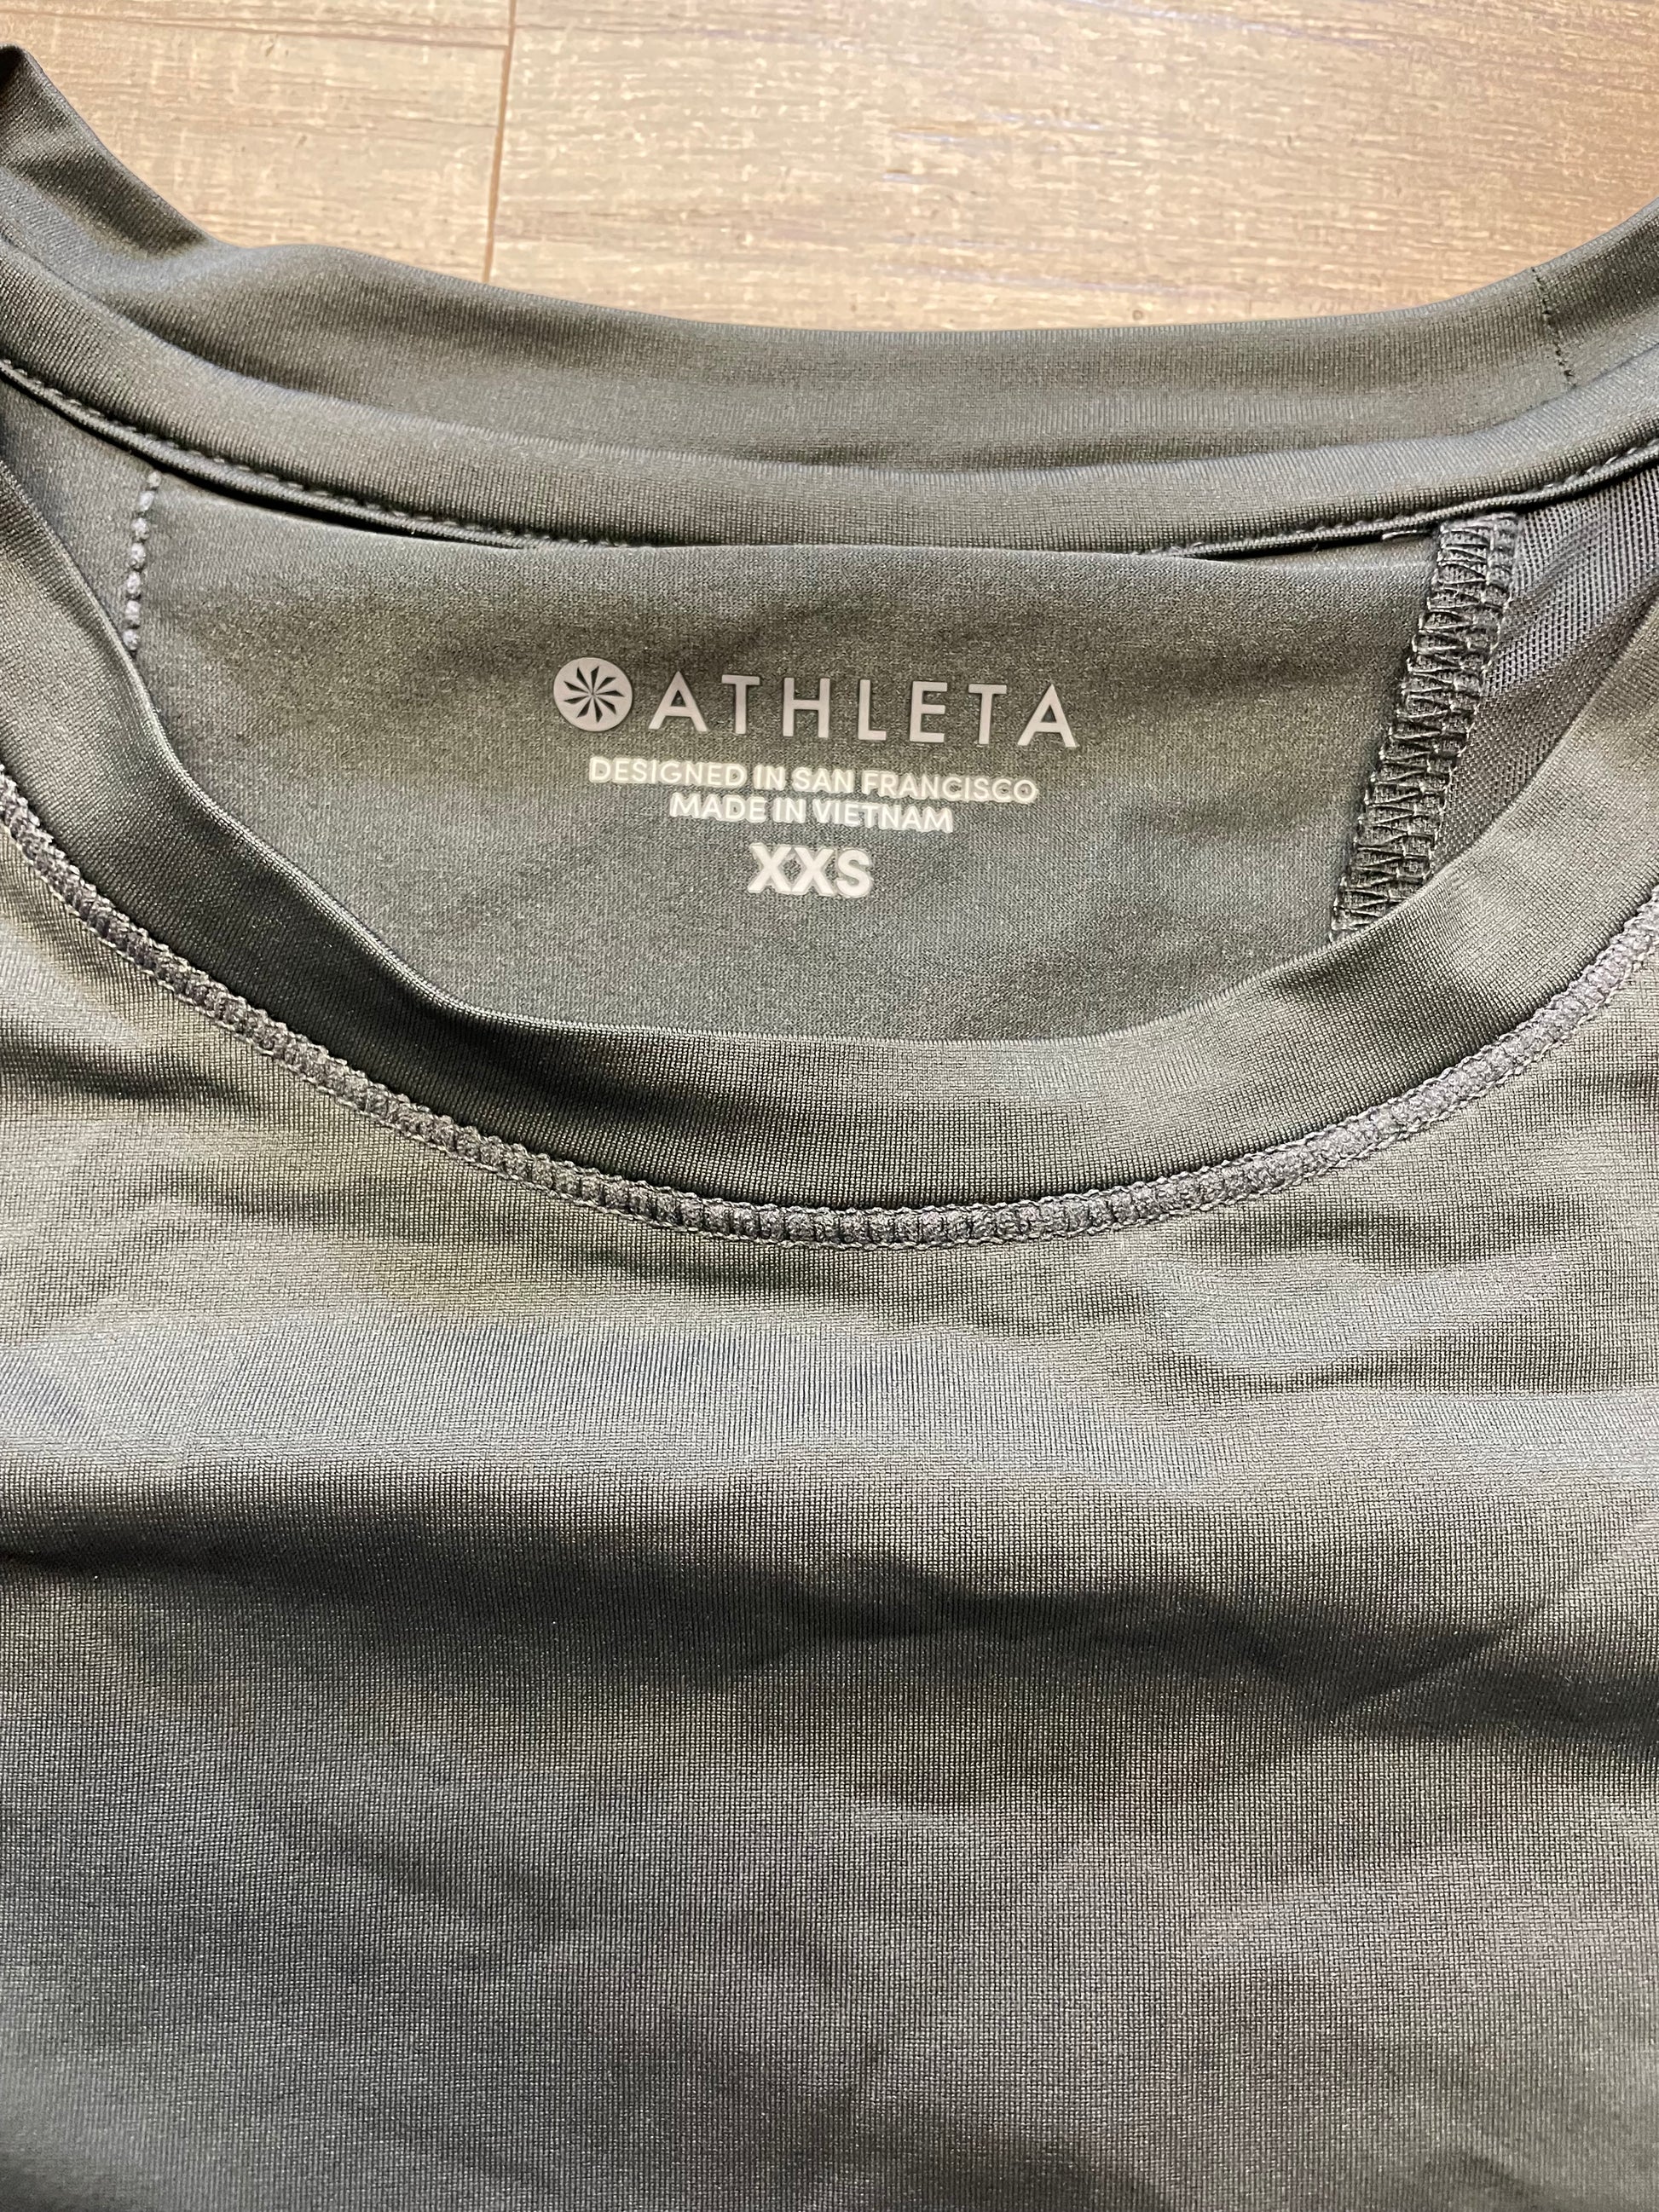 ATHLETA
DESIGNED IN SAN FRANCISCO
MADE IN VIETNAM
XXS